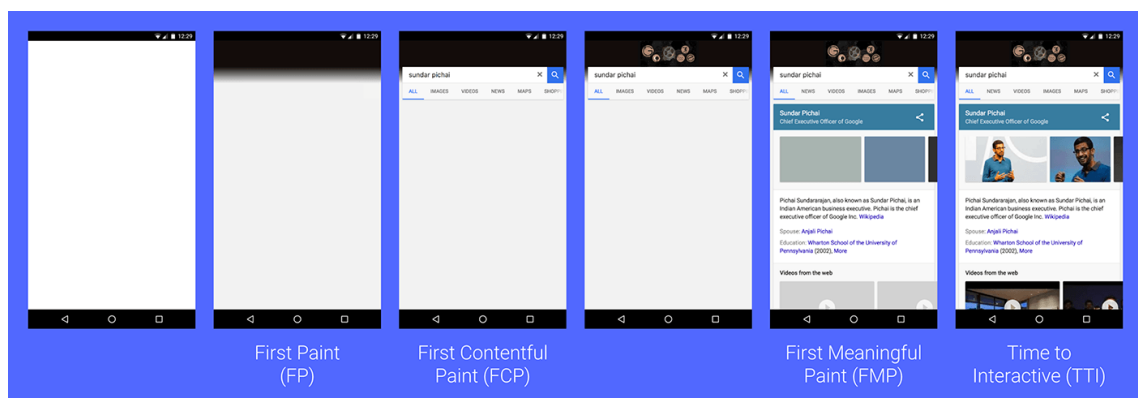 12:29
12:29
12:29
sundar pichai
ALL IMAGES VIDEOS NEWS MAPS SHOPPI
12:29
sundar pichai
ALL IMAGES VIDEOS NEWS MAPS SHOPPI
12:29
sundar pichai
ALL NEWS VIDEOS IMAGES MAPS SHOPPI
Sundar Pichai
Chief Executive Officer of Google
Pichai Sundararajan, also known as Sundar Pichai, is an
Indian American business executive. Pichai is the chief
executive officer of Google Inc. Wikipedia
Spouse: Anjali Pichai
Education: Wharton School of the University of
Pennsylvania (2002), More
Videos from the web
12:29
sundar pichai
ALL NEWS VIDEOS IMAGES MAPS SHOPPI
Sundar Pichai
Chief Executive Officer of Google
Pichai Sundararajan, also known as Sundar Pichai, is an
Indian American business executive. Pichai is the chief
executive officer of Google Inc. Wikipedia
Spouse: Anjali Pichai
Education: Wharton School of the University of
Pennsylvania (2002), More
Videos from the web
First Paint
(FP)
First Contentful
Paint (FCP)
First Meaningful
Paint (FMP)
Time to
Interactive (TTI)